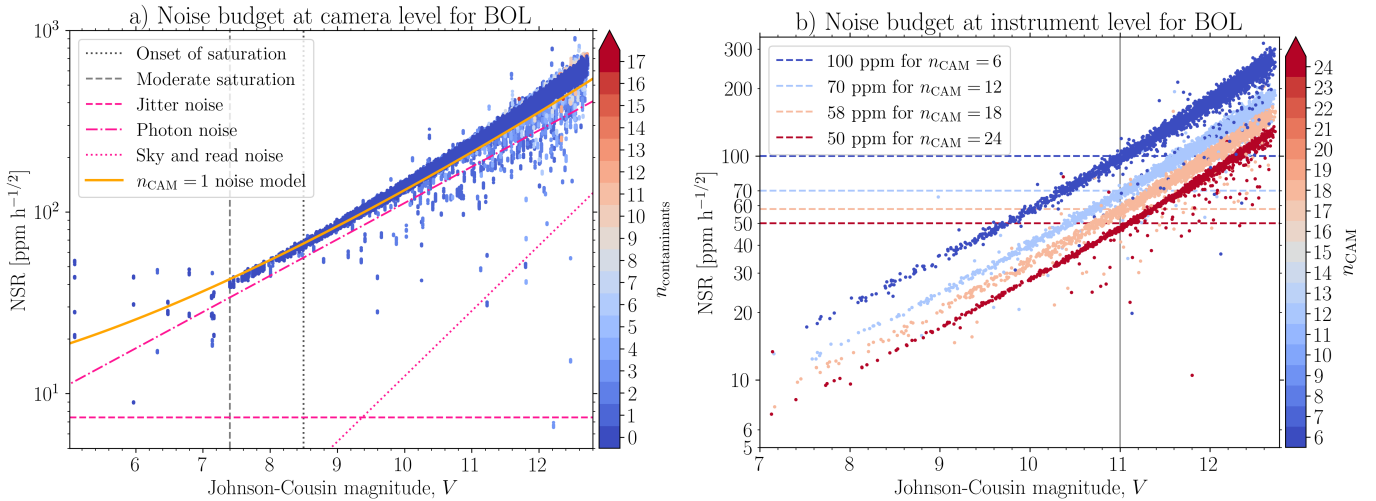 a) Noise budget at camera level for BOL
10³
10²
10¹
NSR [ppm h⁻¹ᐟ²]
Onset of saturation
Moderate saturation
Jitter noise
Photon noise
Sky and read noise
n_CAM = 1 noise model
6 7 8 9 10 11 12
Johnson-Cousin magnitude, V
17
16
15
14
13
12
11
10
9
8
7
6
5
4
3
2
1
0
n_contaminants
b) Noise budget at instrument level for BOL
300
200
100
70
60
50
40
30
20
10
6
5
NSR [ppm h⁻¹ᐟ²]
100 ppm for n_CAM = 6
70 ppm for n_CAM = 12
58 ppm for n_CAM = 18
50 ppm for n_CAM = 24
7 8 9 10 11 12
Johnson-Cousin magnitude, V
24
22
21
20
19
18
17
16
15
14
13
12
11
10
9
8
7
6
n_CAM